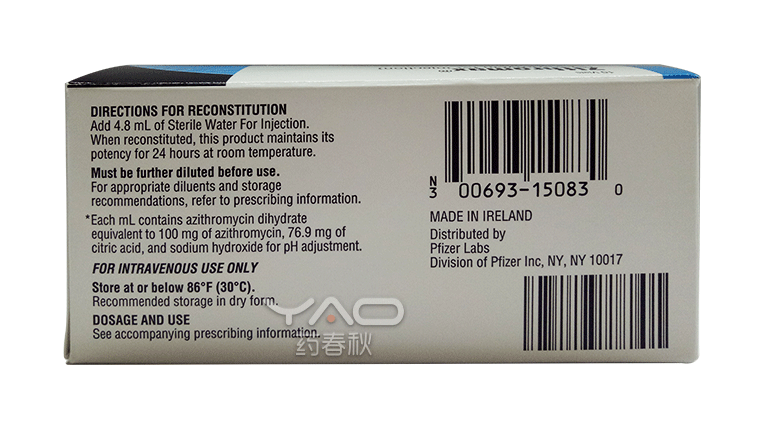 Zithromax®
DIRECTIONS FOR RECONSTITUTION
Add 4.8 mL of Sterile Water For Injection.
When reconstituted, this product maintains its
potency for 24 hours at room temperature.
Must be further diluted before use.
For appropriate diluents and storage
recommendations, refer to prescribing information.
*Each mL contains azithromycin dihydrate
equivalent to 100 mg of azithromycin, 76.9 mg of
citric acid, and sodium hydroxide for pH adjustment.
FOR INTRAVENOUS USE ONLY
Store at or below 86°F (30°C).
Recommended storage in dry form.
DOSAGE AND USE
See accompanying prescribing information.
N
3 00693-15083 0
MADE IN IRELAND
Distributed by
Pfizer Labs
Division of Pfizer Inc, NY, NY 10017
YAO
约春秋